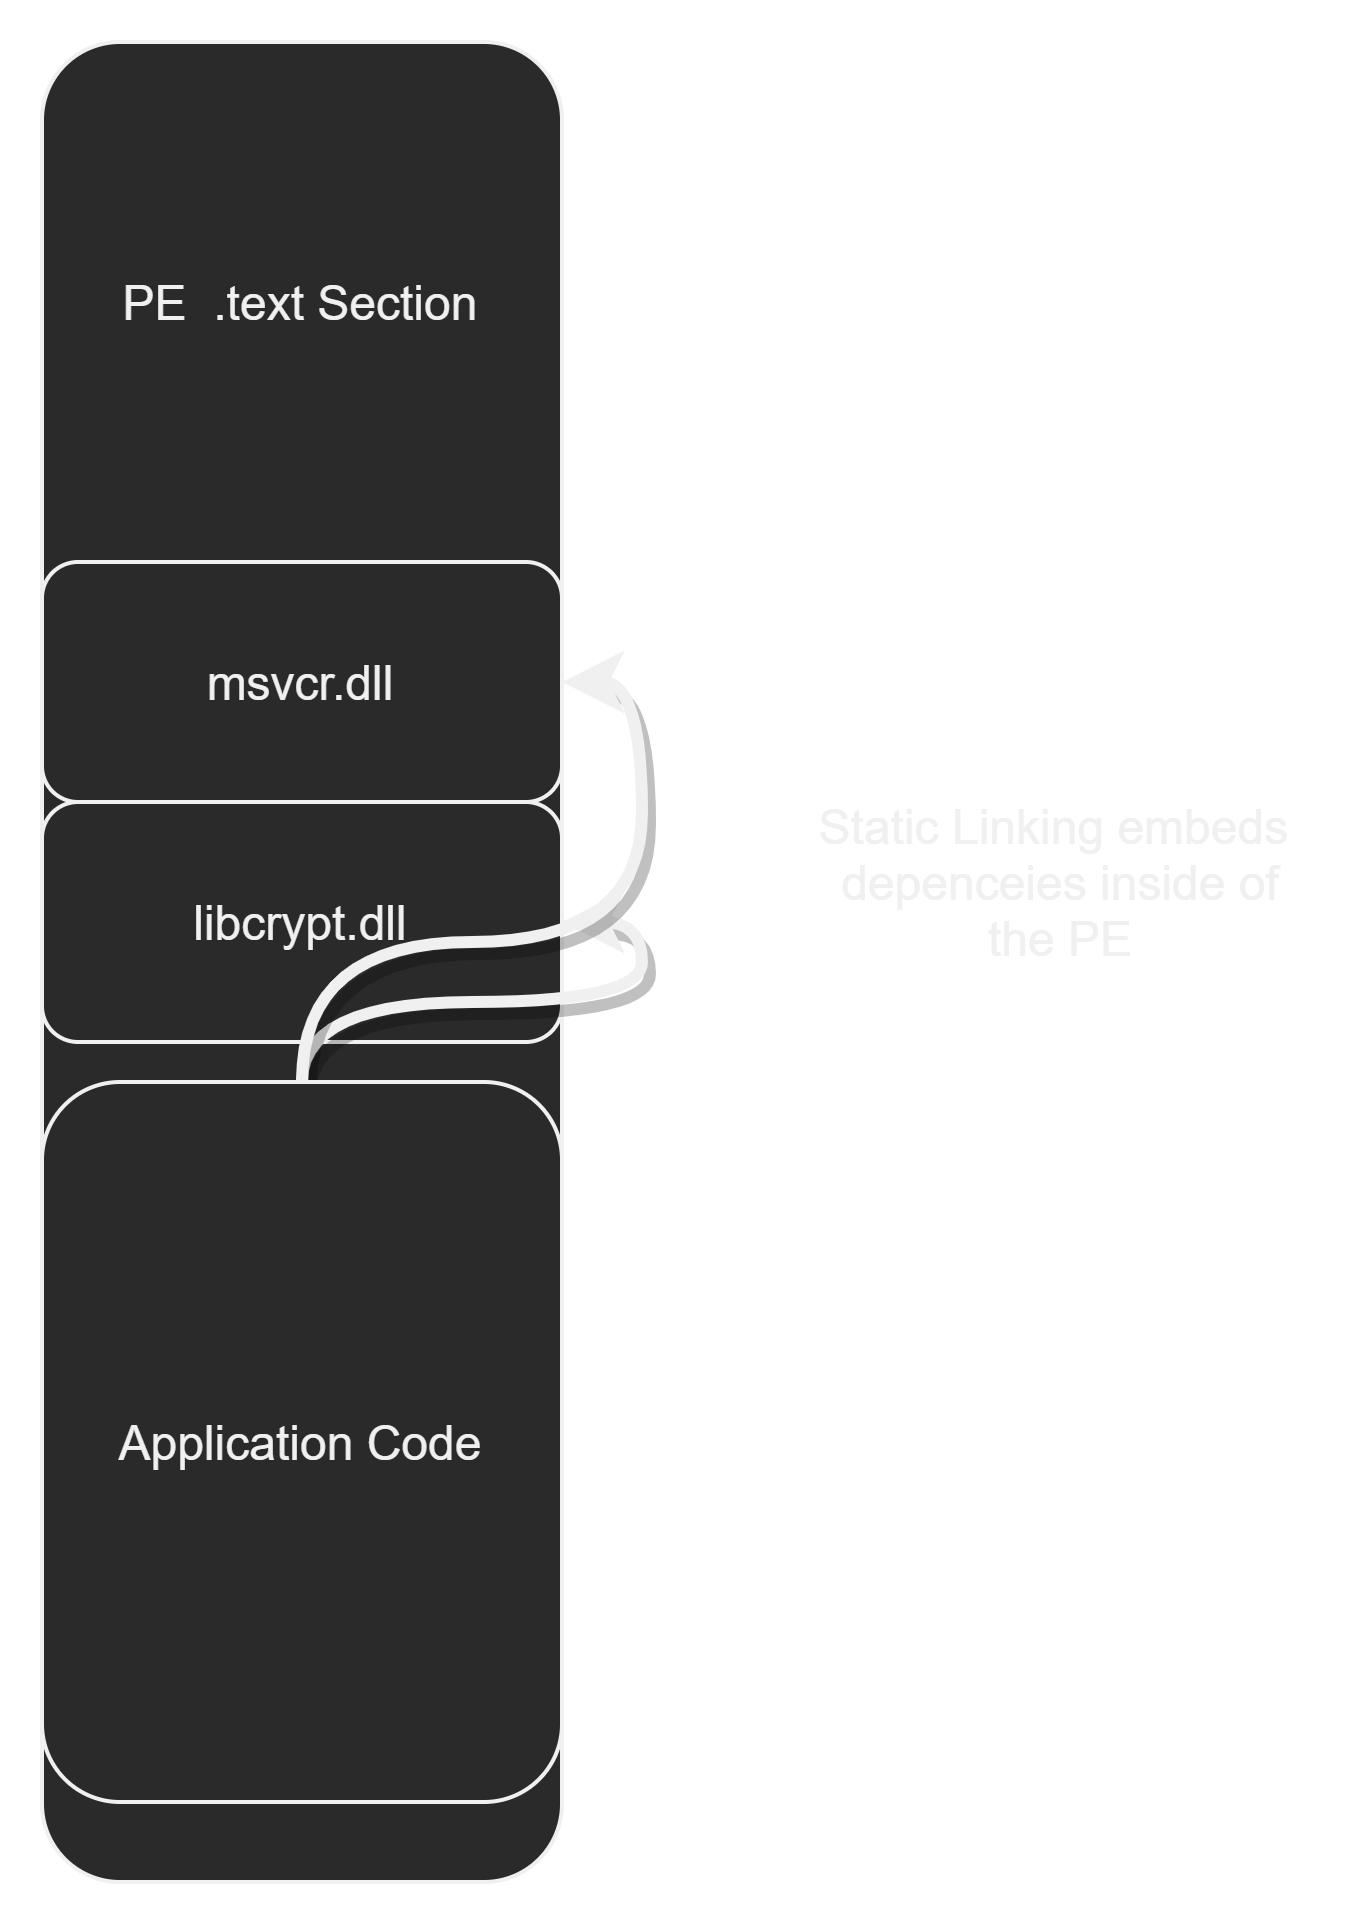 PE  .text Section
msvcr.dll
libcrypt.dll
Static Linking embeds
depenceies inside of
the PE
Application Code